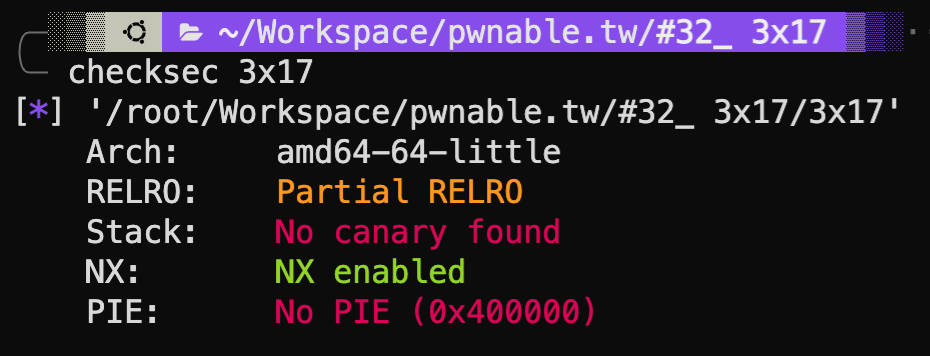 ~/Workspace/pwnable.tw/#32_ 3x17
checksec 3x17
[*] '/root/Workspace/pwnable.tw/#32_ 3x17/3x17'
Arch: amd64-64-little
RELRO: Partial RELRO
Stack: No canary found
NX: NX enabled
PIE: No PIE (0x400000)